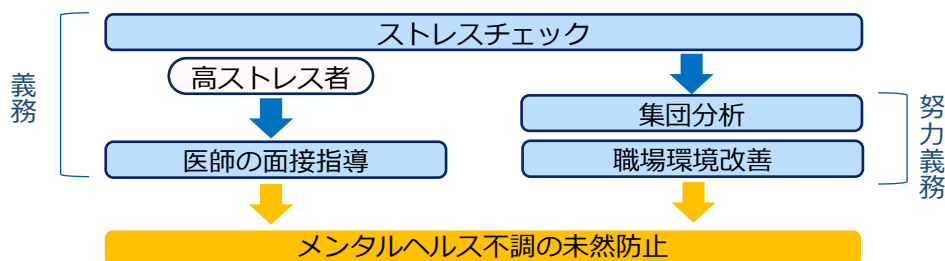 ストレスチェック
義務
高ストレス者
集団分析
努力義務
医師の面接指導
職場環境改善
メンタルヘルス不調の未然防止